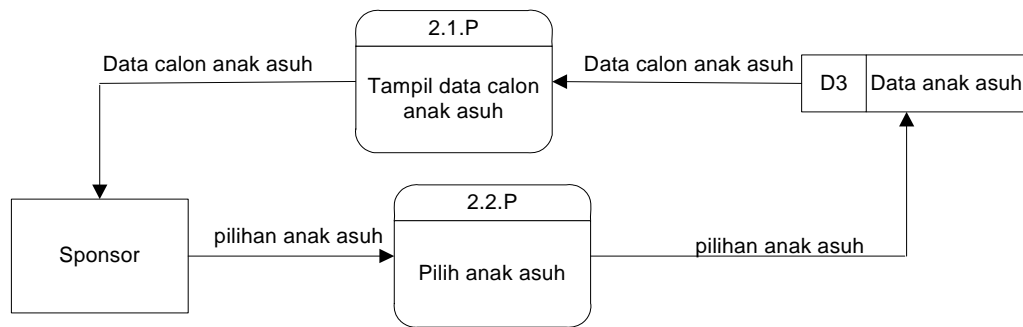 2.1.P
Data calon anak asuh
Data calon anak asuh
Tampil data calon
anak asuh
D3
Data anak asuh
2.2.P
pilihan anak asuh
Sponsor
Pilih anak asuh
pilihan anak asuh